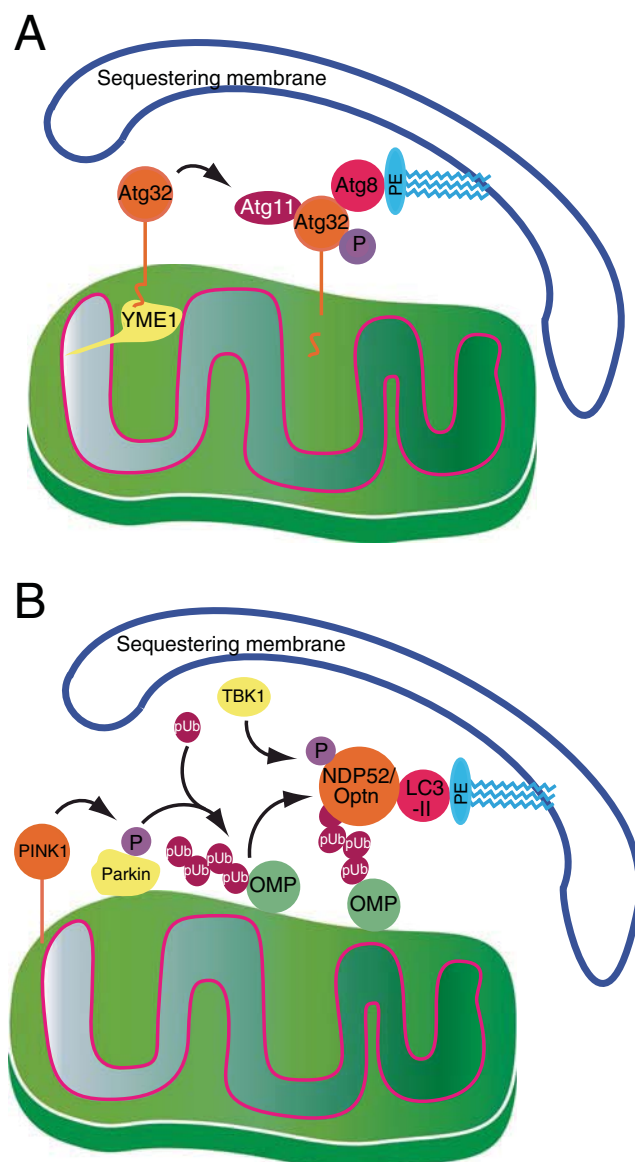 A
Sequestering membrane
Atg32
Atg11
Atg32
Atg8
PE
P
YME1
B
Sequestering membrane
TBK1
pUb
P
NDP52/
Optn
LC3
-II
PE
PINK1
P
Parkin
pUb
pUb
pUb
pUb
OMP
pUb
pUb
pUb
OMP